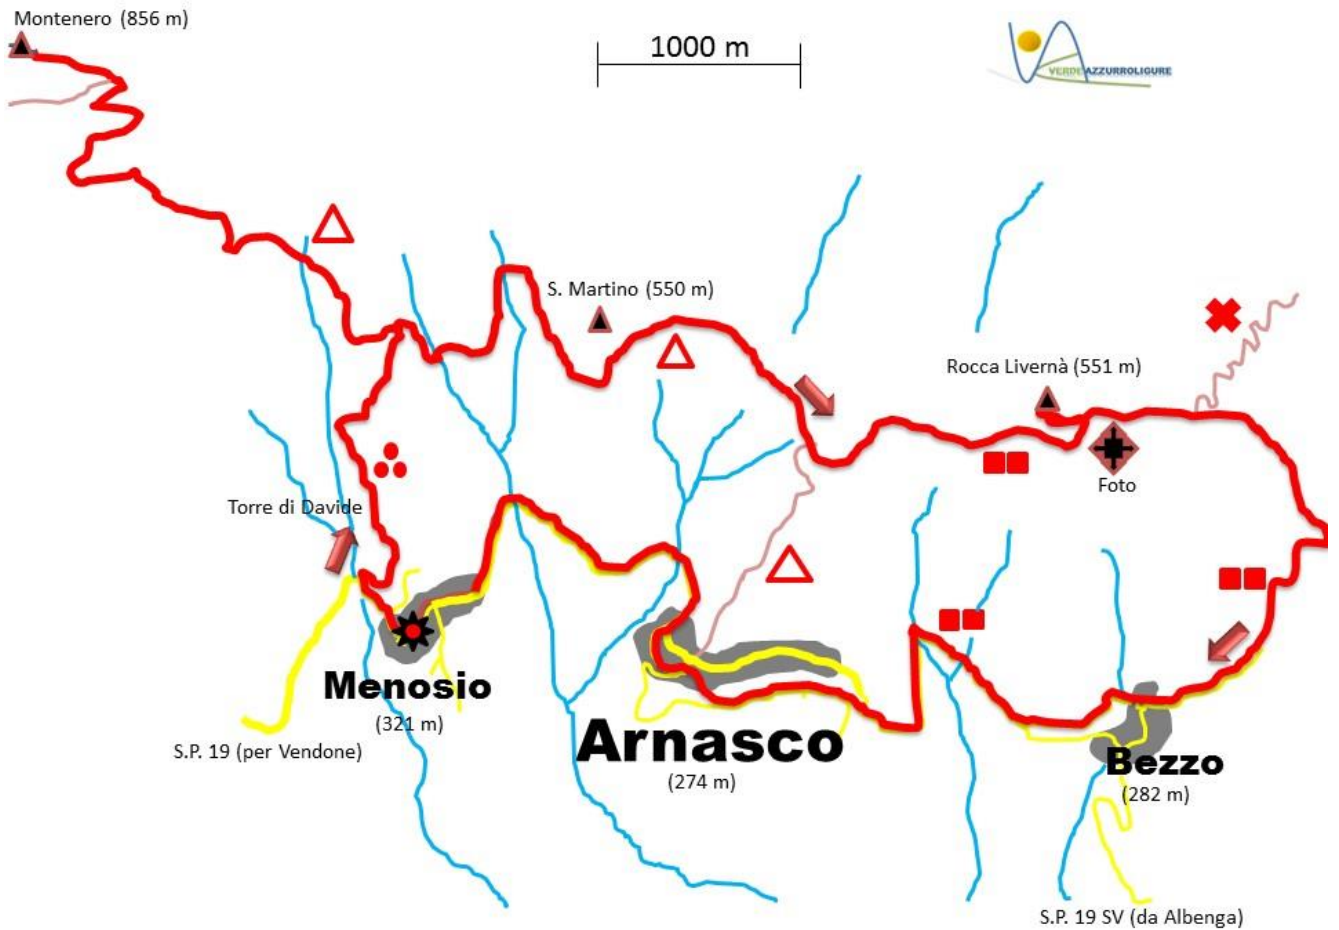 Montenero (856 m)
1000 m
VERDEAZZURROLIGURE
S. Martino (550 m)
Rocca Livernà (551 m)
Foto
Torre di Davide
Menosio
(321 m)
S.P. 19 (per Vendone)
Arnasco
(274 m)
Bezzo
(282 m)
S.P. 19 SV (da Albenga)